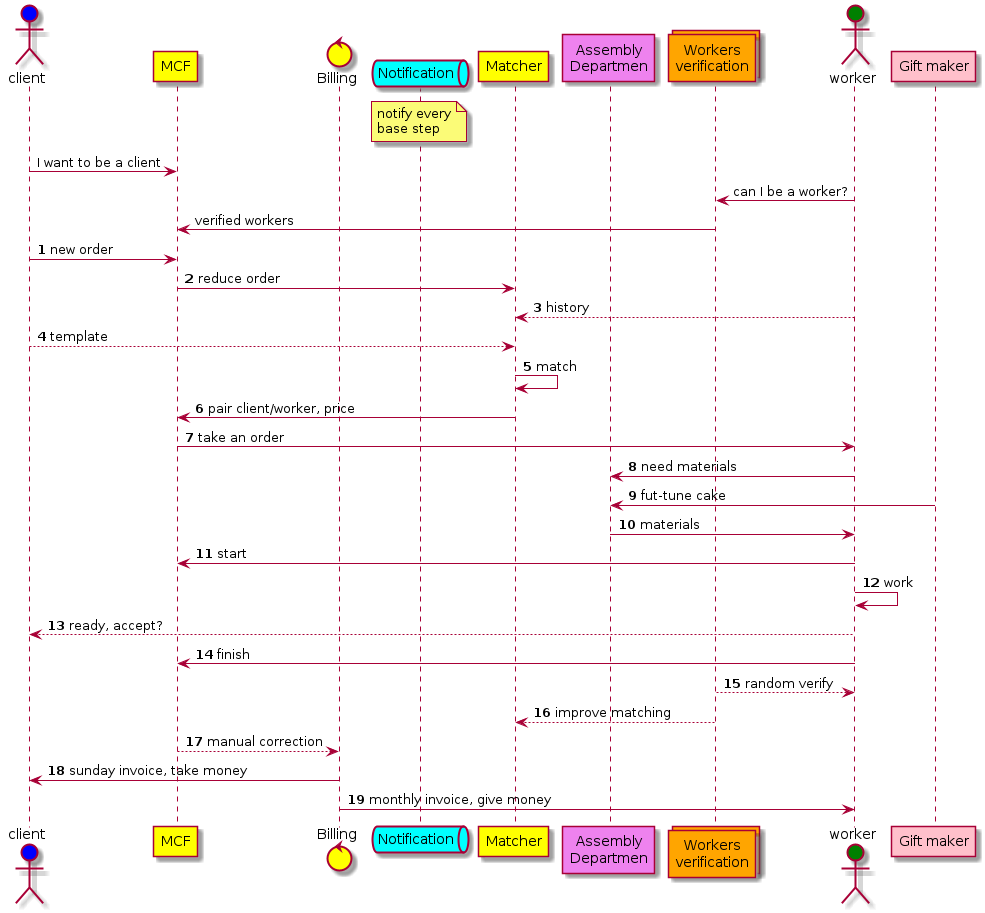 client
MCF
Billing
Notification
Matcher
Assembly
Departmen
Workers
verification
worker
Gift maker
notify every
base step
I want to be a client
can I be a worker?
verified workers
1 new order
2 reduce order
3 history
4 template
5 match
6 pair client/worker, price
7 take an order
8 need materials
9 fut-tune cake
10 materials
11 start
12 work
13 ready, accept?
14 finish
15 random verify
16 improve matching
17 manual correction
18 sunday invoice, take money
19 monthly invoice, give money
client
MCF
Billing
Notification
Matcher
Assembly
Departmen
Workers
verification
worker
Gift maker